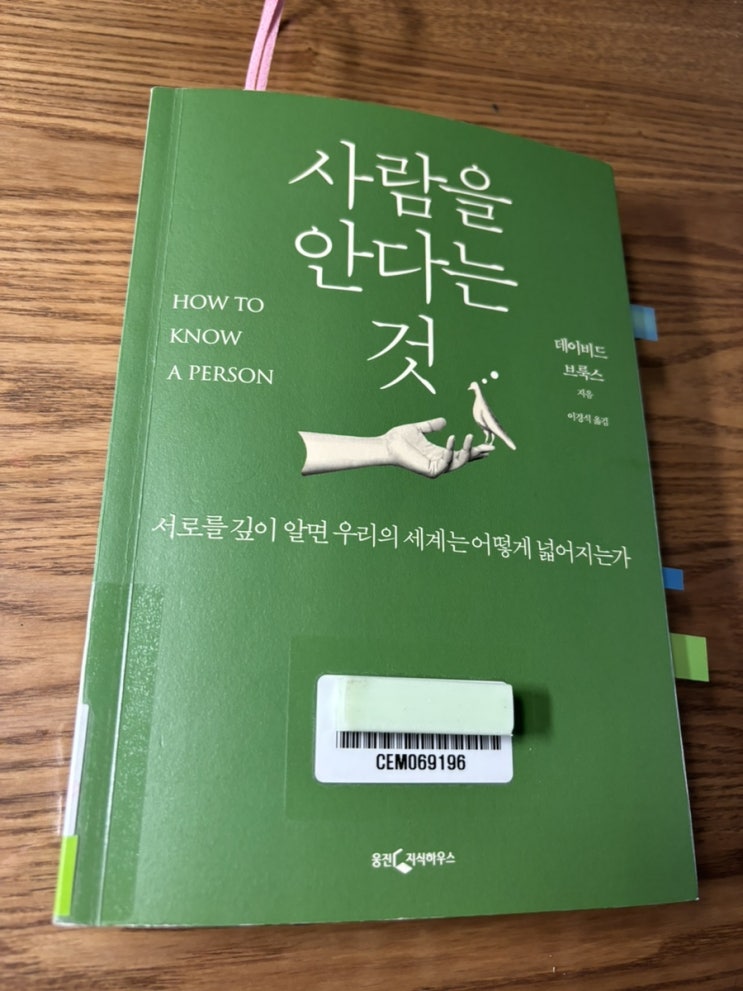 사람을
안다는
것
HOW TO
KNOW
A PERSON
데이비드
브룩스
지음
이경식 옮김
서로를 깊이 알면 우리의 세계는 어떻게 넓어지는가
CEM069196
웅진 지식하우스